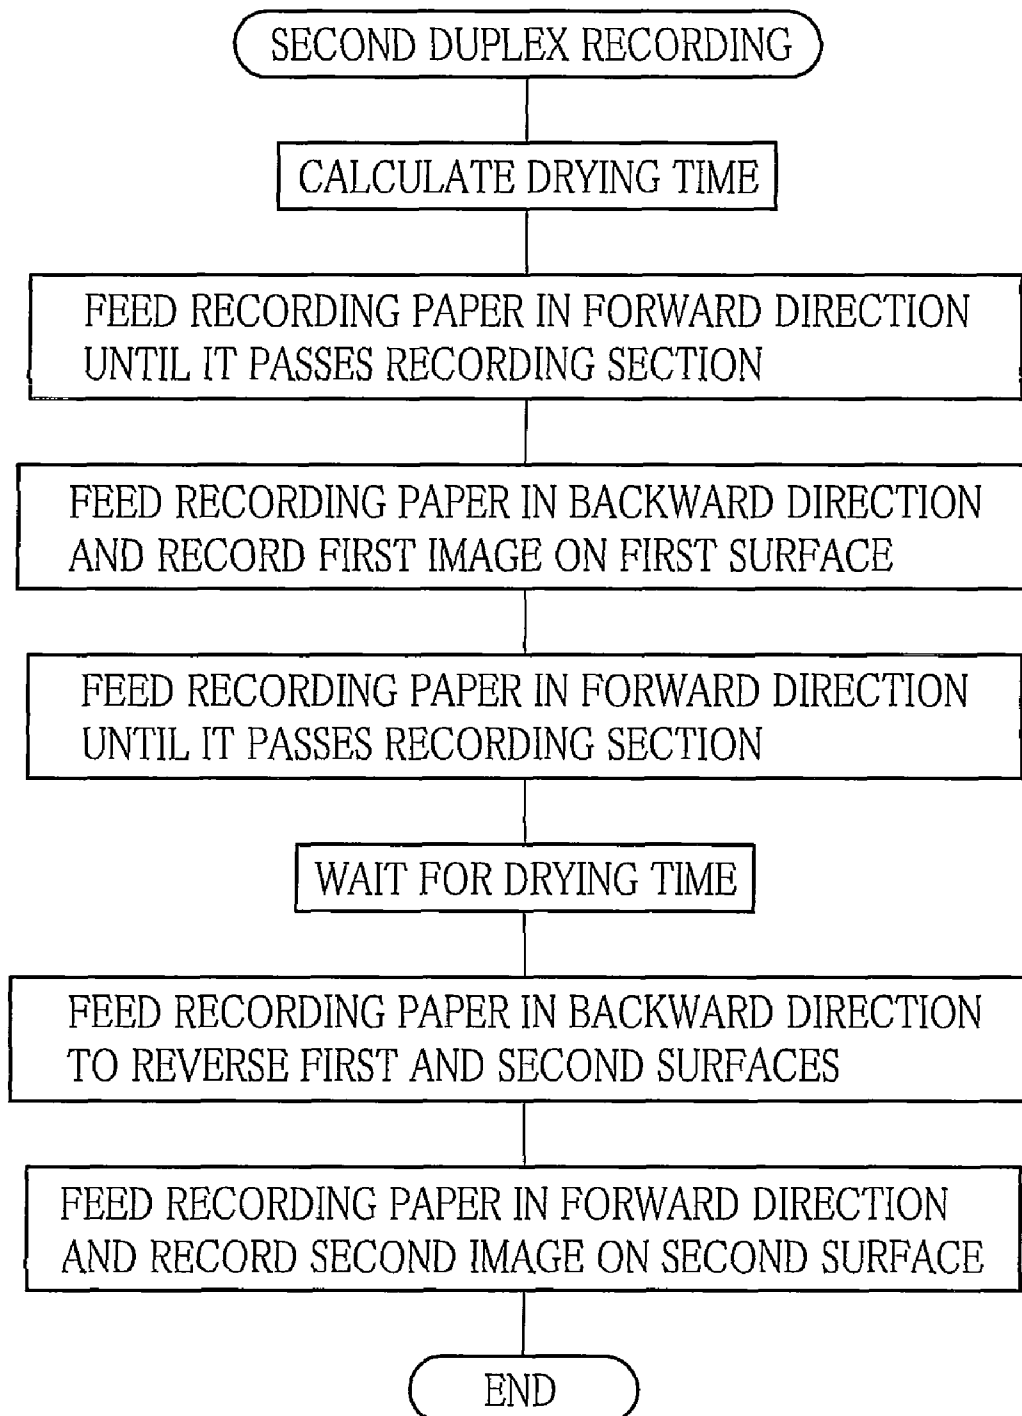 SECOND DUPLEX RECORDING
CALCULATE DRYING TIME
FEED RECORDING PAPER IN FORWARD DIRECTION
UNTIL IT PASSES RECORDING SECTION
FEED RECORDING PAPER IN BACKWARD DIRECTION
AND RECORD FIRST IMAGE ON FIRST SURFACE
FEED RECORDING PAPER IN FORWARD DIRECTION
UNTIL IT PASSES RECORDING SECTION
WAIT FOR DRYING TIME
FEED RECORDING PAPER IN BACKWARD DIRECTION
TO REVERSE FIRST AND SECOND SURFACES
FEED RECORDING PAPER IN FORWARD DIRECTION
AND RECORD SECOND IMAGE ON SECOND SURFACE
END